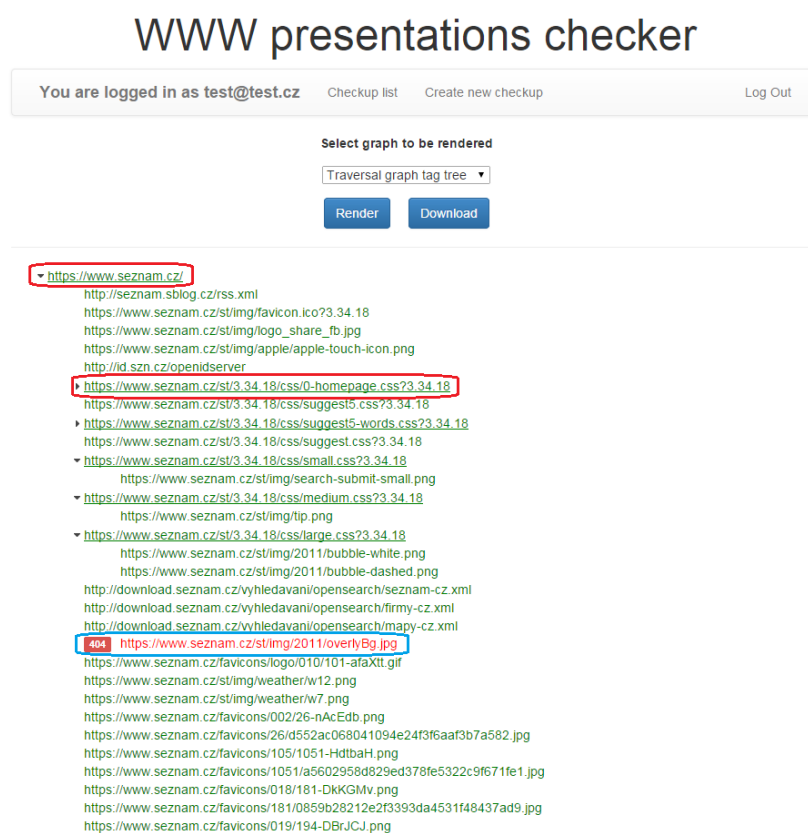 WWW presentations checker
You are logged in as test@test.cz Checkup list Create new checkup Log Out
Select graph to be rendered
Traversal graph tag tree
Render Download
https://www.seznam.cz/
http://seznam.sblog.cz/rss.xml
https://www.seznam.cz/st/img/favicon.ico?3.34.18
https://www.seznam.cz/st/img/logo_share_fb.jpg
https://www.seznam.cz/st/img/apple/apple-touch-icon.png
http://id.szn.cz/openidserver
https://www.seznam.cz/st/3.34.18/css/0-homepage.css?3.34.18
https://www.seznam.cz/st/3.34.18/css/suggest5.css?3.34.18
https://www.seznam.cz/st/3.34.18/css/suggest5-words.css?3.34.18
https://www.seznam.cz/st/3.34.18/css/suggest.css?3.34.18
https://www.seznam.cz/st/3.34.18/css/small.css?3.34.18
https://www.seznam.cz/st/img/search-submit-small.png
https://www.seznam.cz/st/3.34.18/css/medium.css?3.34.18
https://www.seznam.cz/st/img/tip.png
https://www.seznam.cz/st/3.34.18/css/large.css?3.34.18
https://www.seznam.cz/st/img/2011/bubble-white.png
https://www.seznam.cz/st/img/2011/bubble-dashed.png
http://download.seznam.cz/vyhledavani/opensearch/seznam-cz.xml
http://download.seznam.cz/vyhledavani/opensearch/firmy-cz.xml
http://download.seznam.cz/vyhledavani/opensearch/mapy-cz.xml
404 https://www.seznam.cz/st/img/2011/overlyBg.jpg
https://www.seznam.cz/favicons/logo/010/101-afaXtt.gif
https://www.seznam.cz/st/img/weather/w12.png
https://www.seznam.cz/st/img/weather/w7.png
https://www.seznam.cz/favicons/002/26-nAcEdb.png
https://www.seznam.cz/favicons/26/d552ac068041094e24f3f6aaf3b7a582.jpg
https://www.seznam.cz/favicons/105/1051-HdtbaH.png
https://www.seznam.cz/favicons/1051/a5602958d829ed378fe5322c9f671fe1.jpg
https://www.seznam.cz/favicons/018/181-DkKGMv.png
https://www.seznam.cz/favicons/181/0859b28212e2f3393da4531f48437ad9.jpg
https://www.seznam.cz/favicons/019/194-DBrJCJ.png